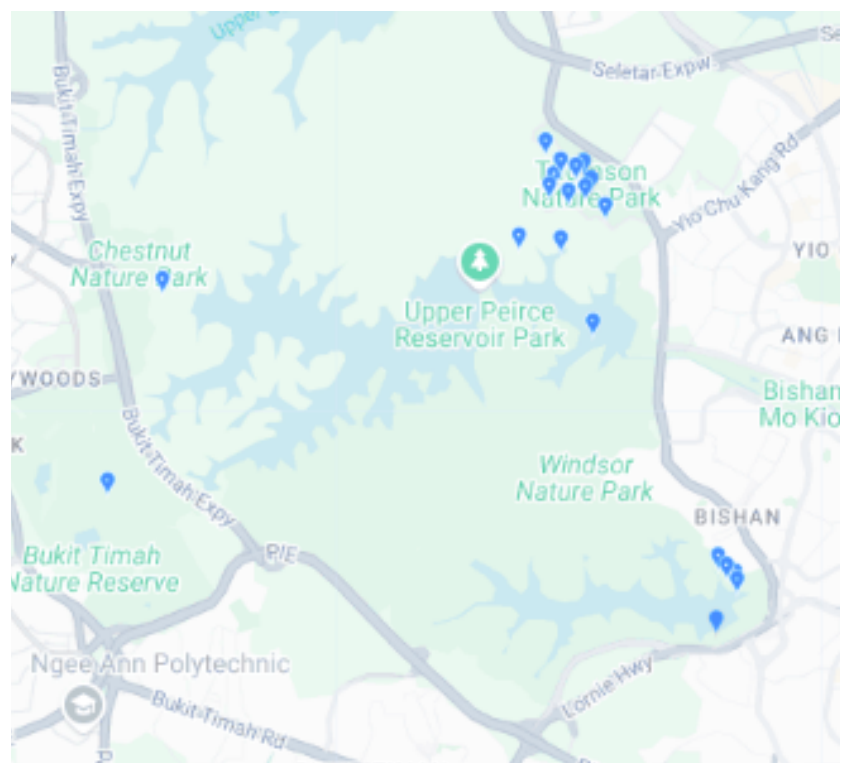 Upper
Se
Seletar Expw.
Bukit Timah Expy
Nature Park
Yio Chu Kang Rd
Chestnut
Nature Park
YIO
Upper Peirce
Reservoir Park
ANG
YWOODS
Bishan
Mo Kio
Bukit Timah Expy
K
Windsor
Nature Park
BISHAN
PIE
Bukit Timah
Nature Reserve
Ngee Ann Polytechnic
Lornie Hwy
Bukit Timah Rd